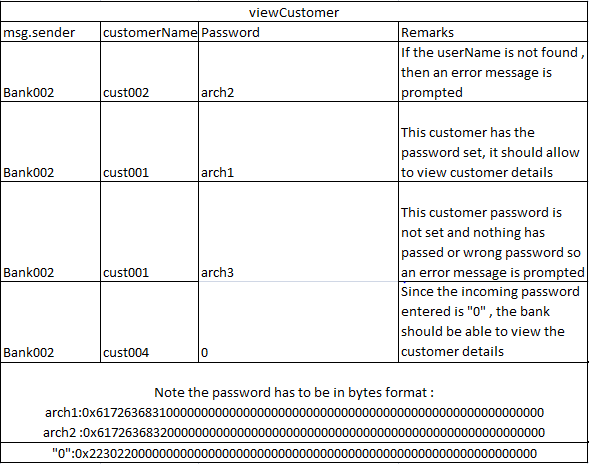 viewCustomer
msg.sender customerName Password Remarks
If the userName is not found ,
then an error message is
Bank002 cust002 arch2 prompted
This customer has the
password set, it should allow
Bank002 cust001 arch1 to view customer details
This customer password is
not set and nothing has
passed or wrong password so
Bank002 cust001 arch3 an error message is prompted
Since the incoming password
entered is "0" , the bank
should be able to view the
Bank002 cust004 0 customer details
Note the password has to be in bytes format :
arch1:0x6172636831000000000000000000000000000000000000000000000000000000
arch2 :0x6172636832000000000000000000000000000000000000000000000000000000
"0":0x2230220000000000000000000000000000000000000000000000000000000000